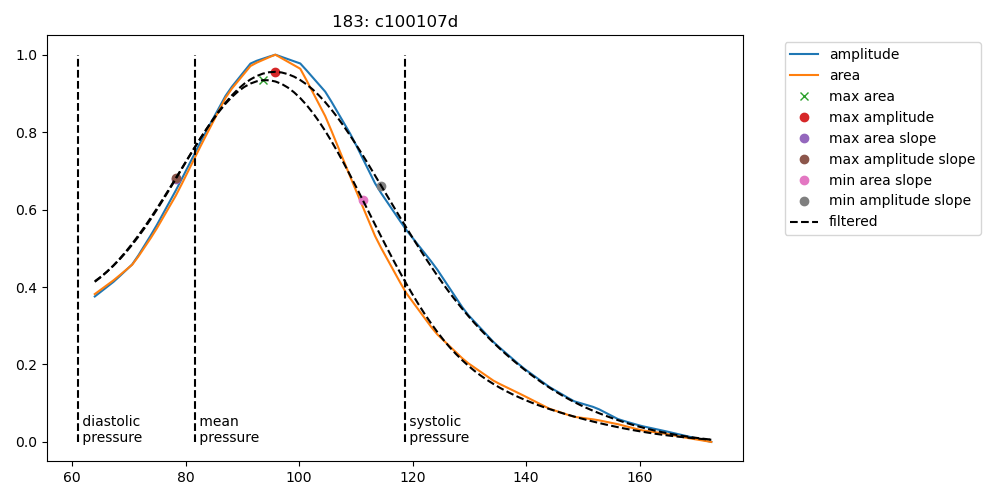 183: c100107d
1.0
0.8
0.6
0.4
0.2
0.0
diastolic
pressure
mean
pressure
systolic
pressure
60
80
100
120
140
160
amplitude
area
max area
max amplitude
max area slope
max amplitude slope
min area slope
min amplitude slope
filtered